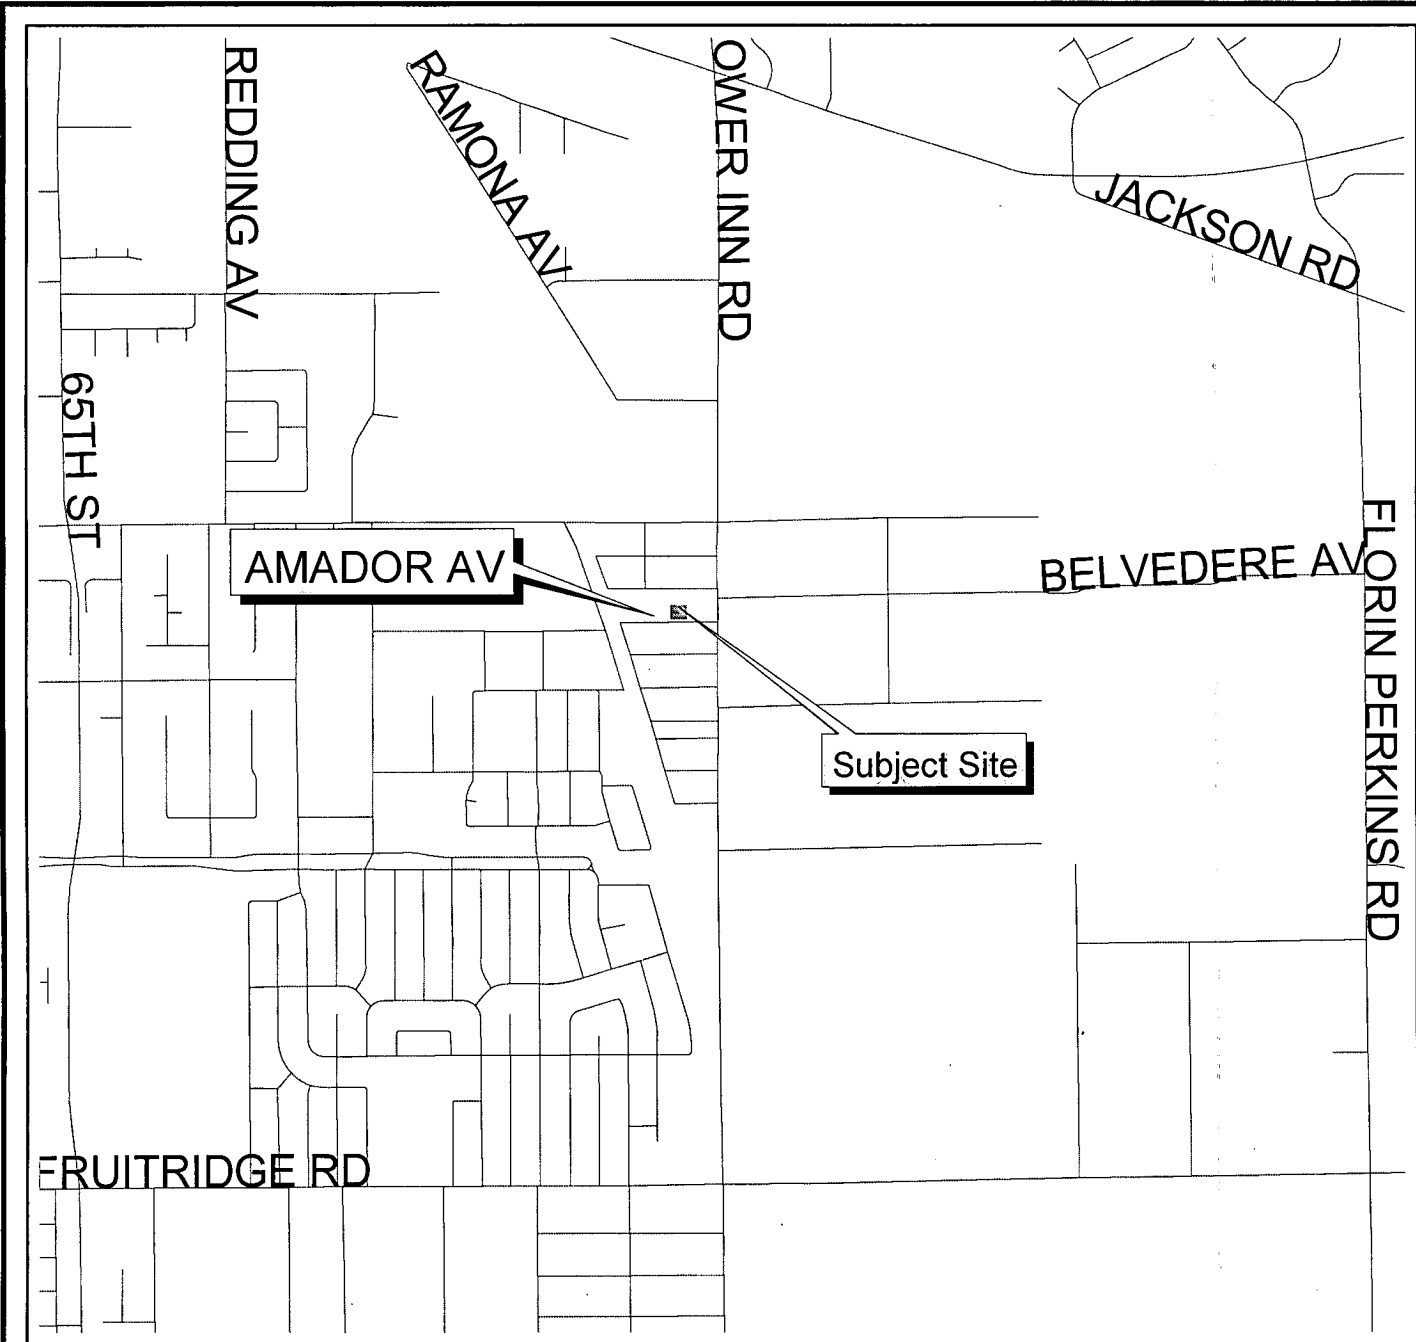 REDDING AV
RAMONA AV
OWER INN RD
JACKSON RD
65TH ST
AMADOR AV
BELVEDERE AV
FLORIN PERKINS RD
Subject Site
FRUITRIDGE RD